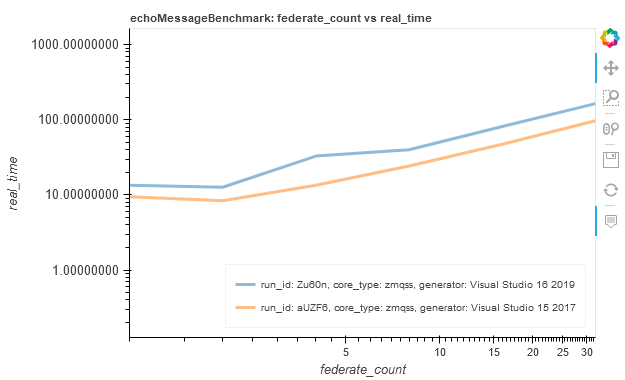 echoMessageBenchmark: federate_count vs real_time
1000.00000000
100.00000000
10.00000000
1.00000000
real_time
run_id: Zu60n, core_type: zmqss, generator: Visual Studio 16 2019
run_id: aUZF6, core_type: zmqss, generator: Visual Studio 15 2017
5 10 15 20 25 30
federate_count